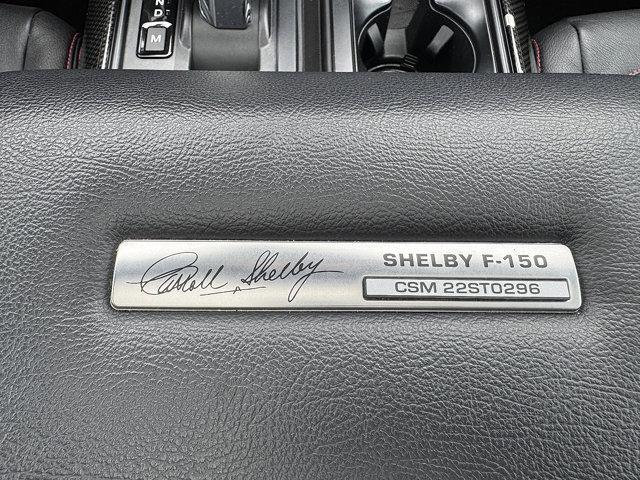 N
D
M
Carroll Shelby
SHELBY F-150
CSM 22ST0296